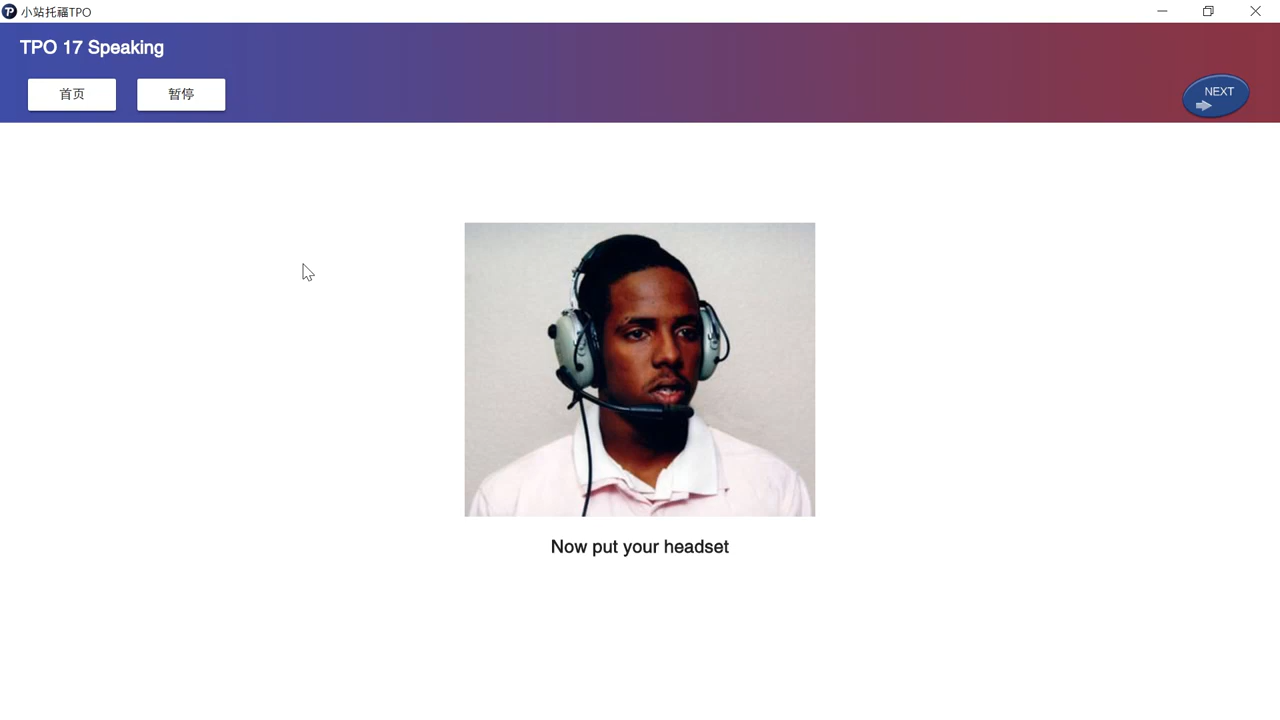 小站托福TPO
TPO 17 Speaking
首页
暂停
NEXT
Now put your headset